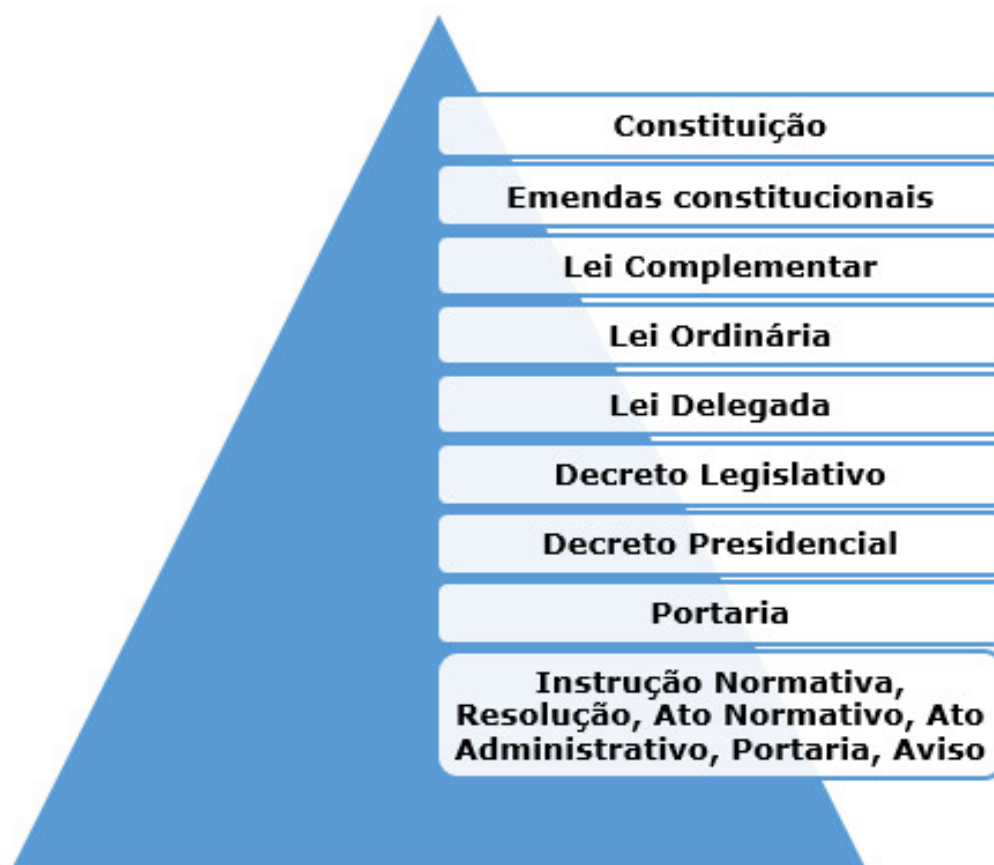 Constituição
Emendas constitucionais
Lei Complementar
Lei Ordinária
Lei Delegada
Decreto Legislativo
Decreto Presidencial
Portaria
Instrução Normativa,
Resolução, Ato Normativo, Ato
Administrativo, Portaria, Aviso